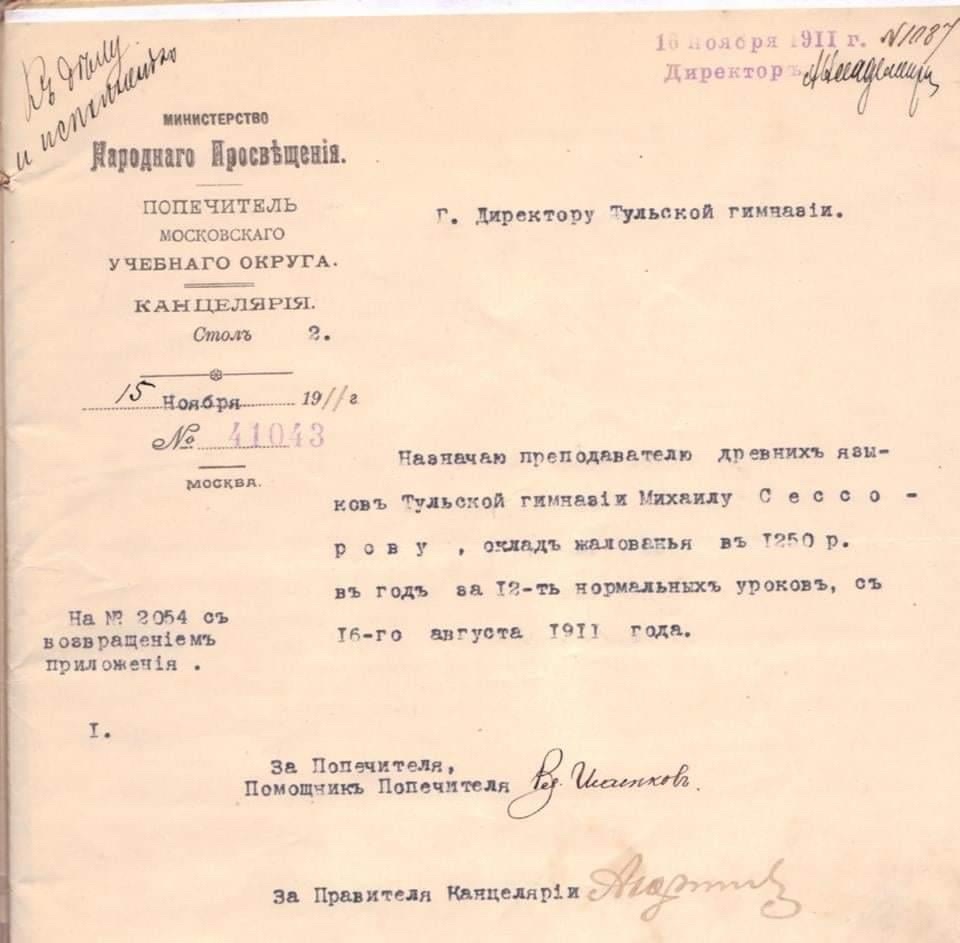 Къ дѣлу
и исполненію
16 Ноября 1911 г. №1087
Директоръ
МИНИСТЕРСТВО
Народнаго Просвѣщенія.
ПОПЕЧИТЕЛЬ
МОСКОВСКАГО
УЧЕБНАГО ОКРУГА.
КАНЦЕЛЯРІЯ.
Столъ 2.
15 Ноября 1911 г
№ 41043
МОСКВА.
Г. Директору Тульской гимназіи.
Назначаю преподавателю древнихъ язы-
ковъ Тульской гимназіи Михаилу С е с с о -
р о в у , окладъ жалованья въ 1250 р.
въ годъ за 12-ть нормальныхъ уроковъ, съ
16-го августа 1911 года.
На № 2054 съ
возвращеніемъ
приложенія .
I.
За Попечителя,
Помощникъ Попечителя
За Правителя Канцеляріи